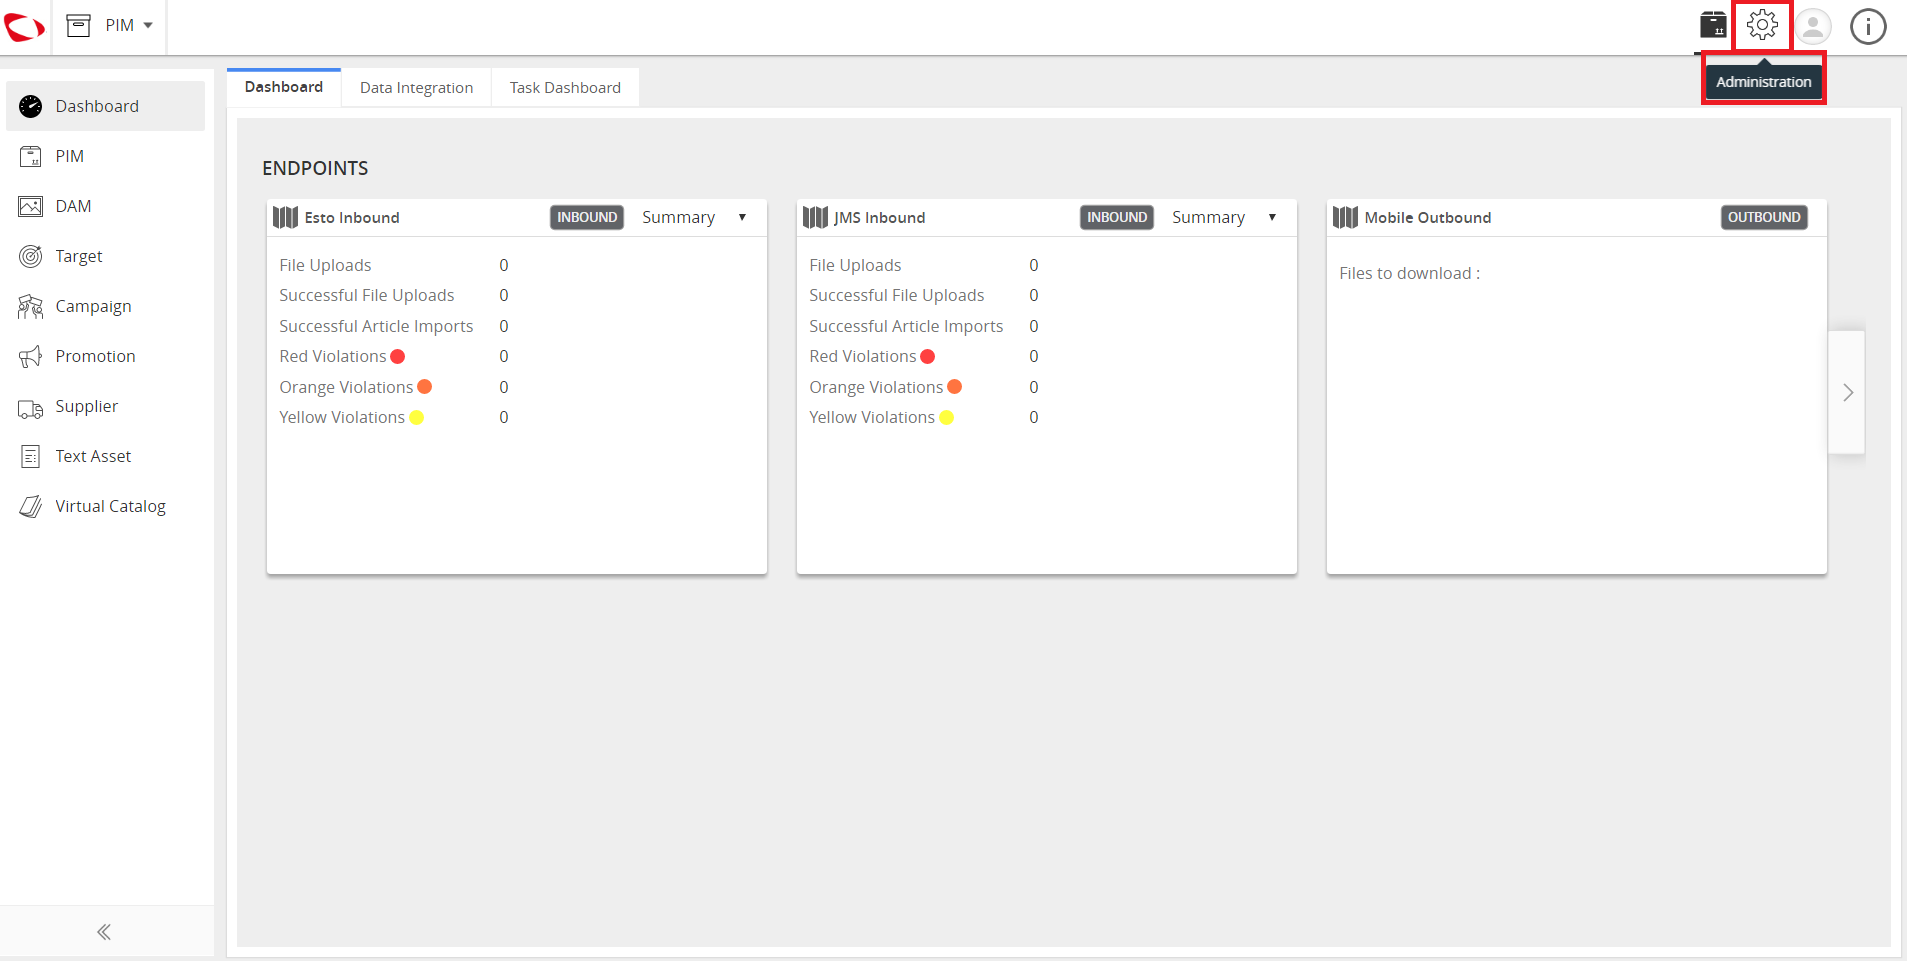 PIM
Administration
Dashboard
PIM
DAM
Target
Campaign
Promotion
Supplier
Text Asset
Virtual Catalog
Dashboard Data Integration Task Dashboard
ENDPOINTS
Esto Inbound INBOUND Summary
File Uploads 0
Successful File Uploads 0
Successful Article Imports 0
Red Violations 0
Orange Violations 0
Yellow Violations 0
JMS Inbound INBOUND Summary
File Uploads 0
Successful File Uploads 0
Successful Article Imports 0
Red Violations 0
Orange Violations 0
Yellow Violations 0
Mobile Outbound OUTBOUND
Files to download :